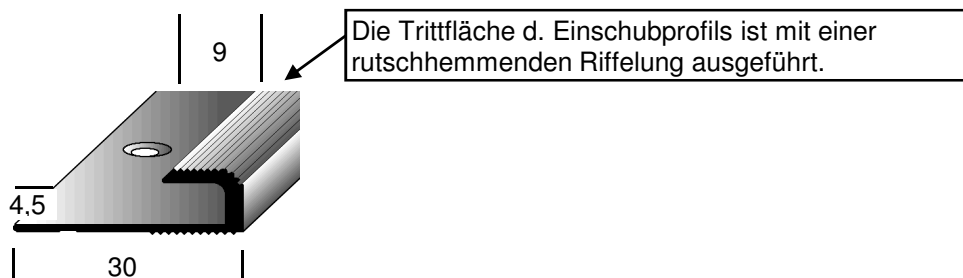 9
Die Trittfläche d. Einschubprofils ist mit einer
rutschhemmenden Riffelung ausgeführt.
4,5
30